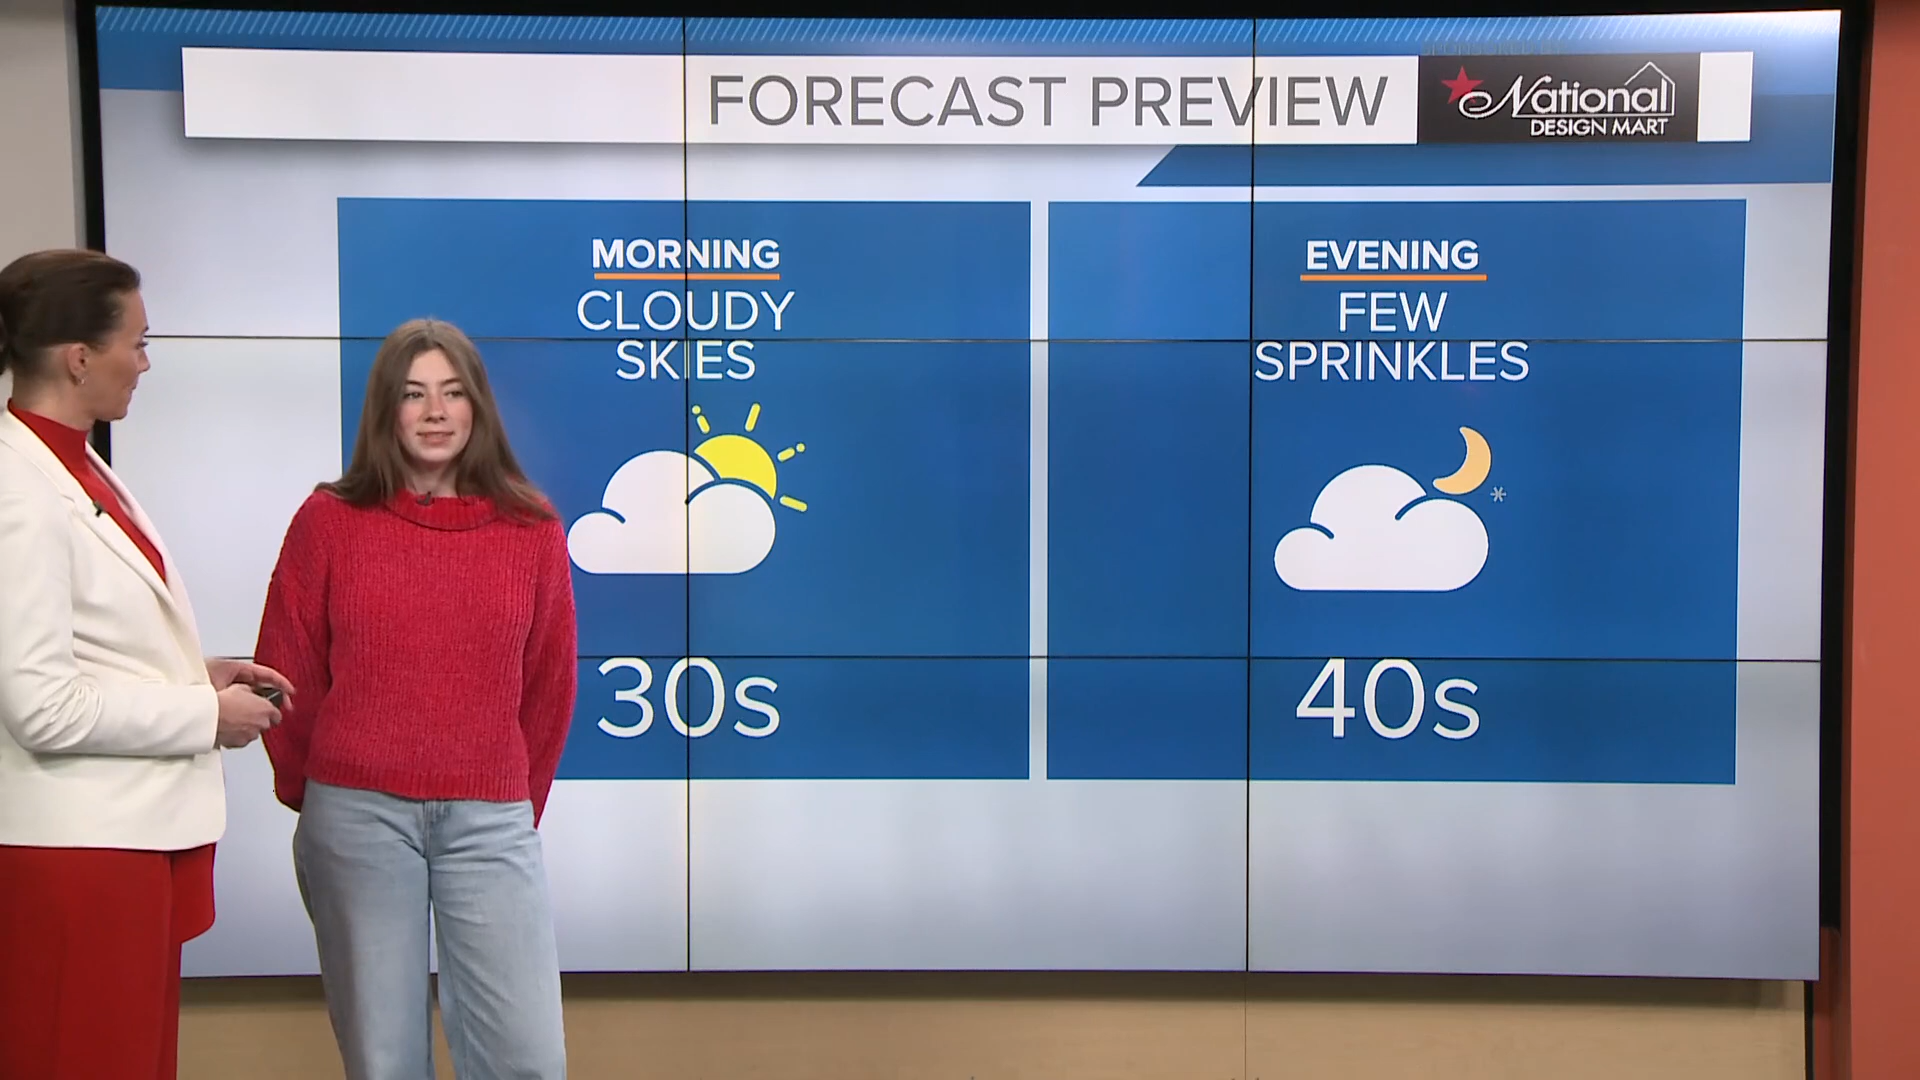 FORECAST PREVIEW
National
DESIGN MART
MORNING
CLOUDY
SKIES
30s
EVENING
FEW
SPRINKLES
40s